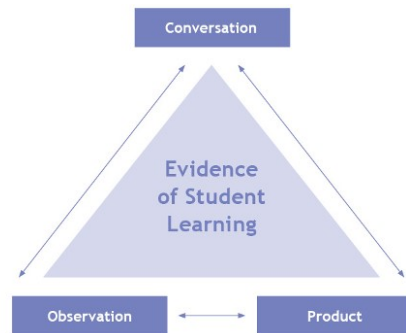 Conversation
Evidence
of Student
Learning
Observation
Product